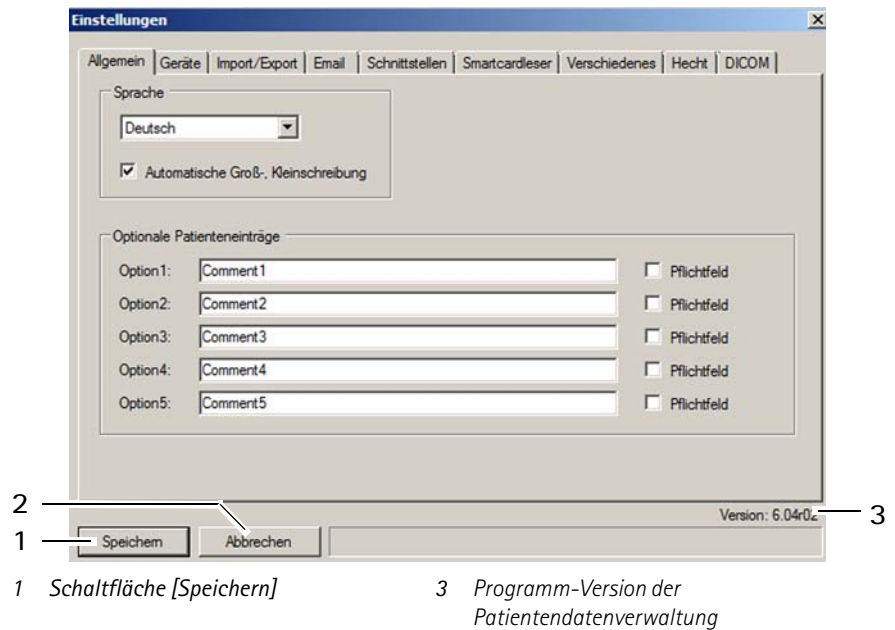 Einstellungen
Allgemein Geräte Import/Export Email Schnittstellen Smartcardleser Verschiedenes Hecht DICOM
Sprache
Deutsch
Automatische Groß-, Kleinschreibung
Optionale Patienteneinträge
Option1: Comment1 Pflichtfeld
Option2: Comment2 Pflichtfeld
Option3: Comment3 Pflichtfeld
Option4: Comment4 Pflichtfeld
Option5: Comment5 Pflichtfeld
2
Version: 6.04r02 3
1 Speichern Abbrechen
1 Schaltfläche [Speichern]
3 Programm-Version der
Patientendatenverwaltung